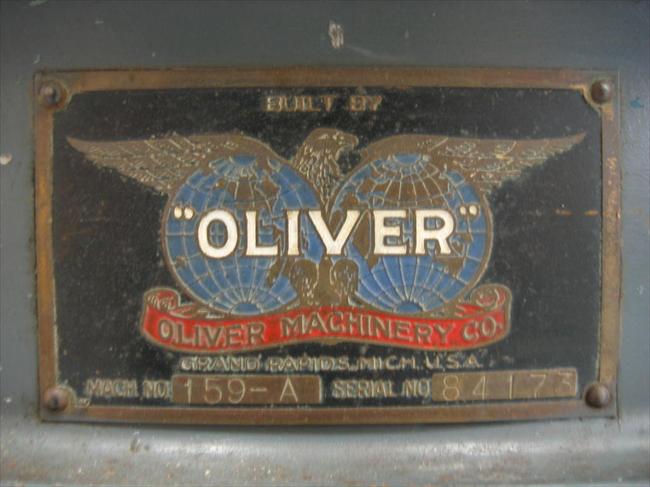 BUILT BY
"OLIVER"
OLIVER MACHINERY CO.
GRAND RAPIDS, MICH. U.S.A.
MACH. NO. 159-A SERIAL NO 84173